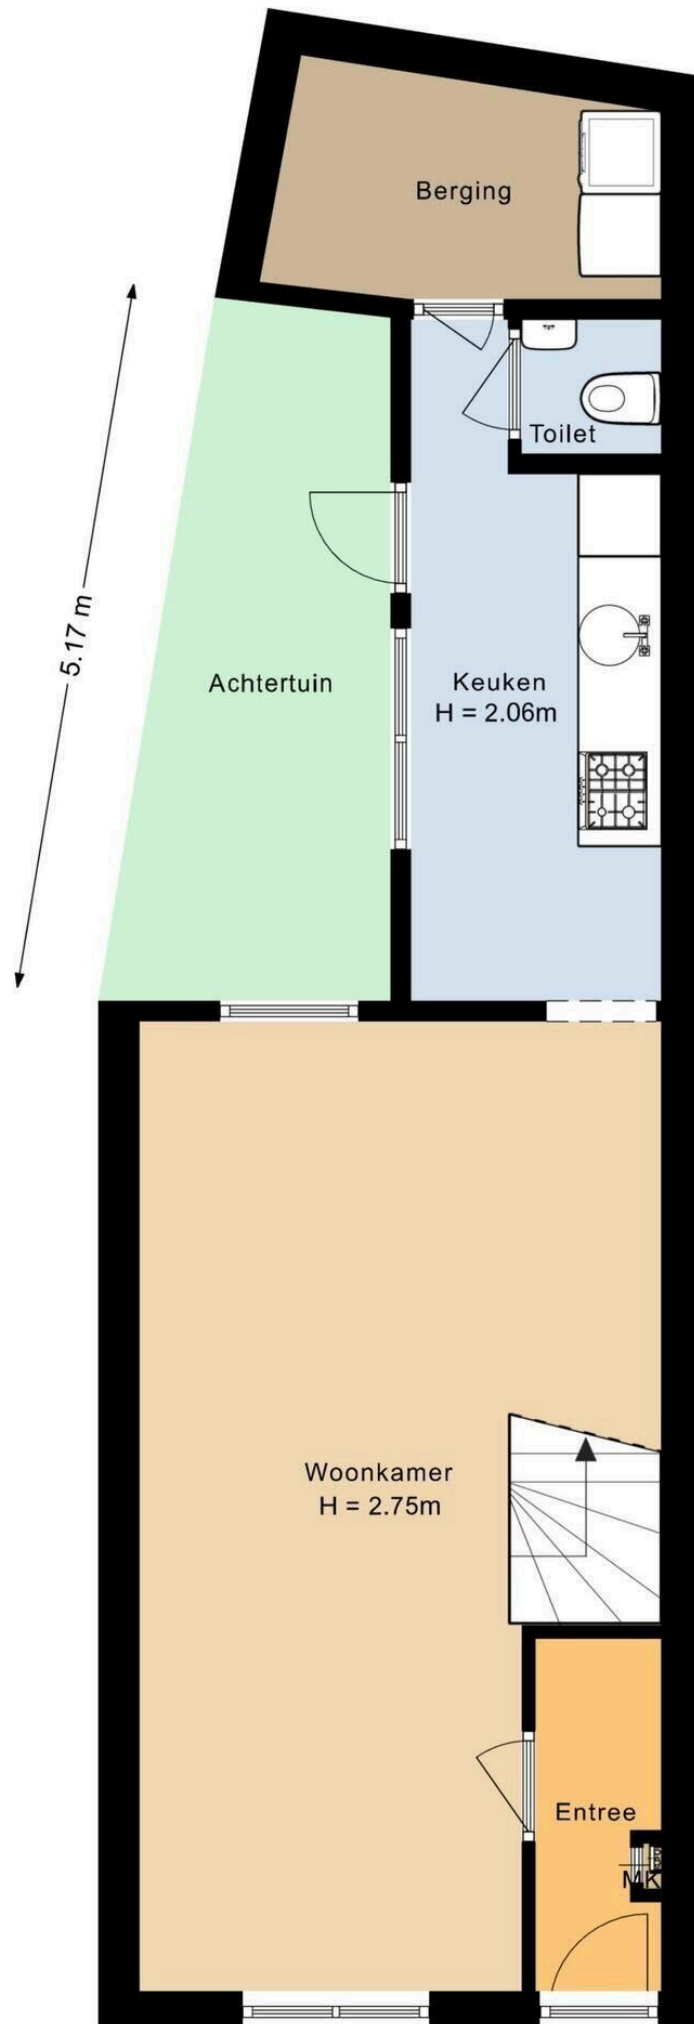 Berging
Toilet
5.17 m
Achtertuin
Keuken
H = 2.06m
Woonkamer
H = 2.75m
Entree
MK